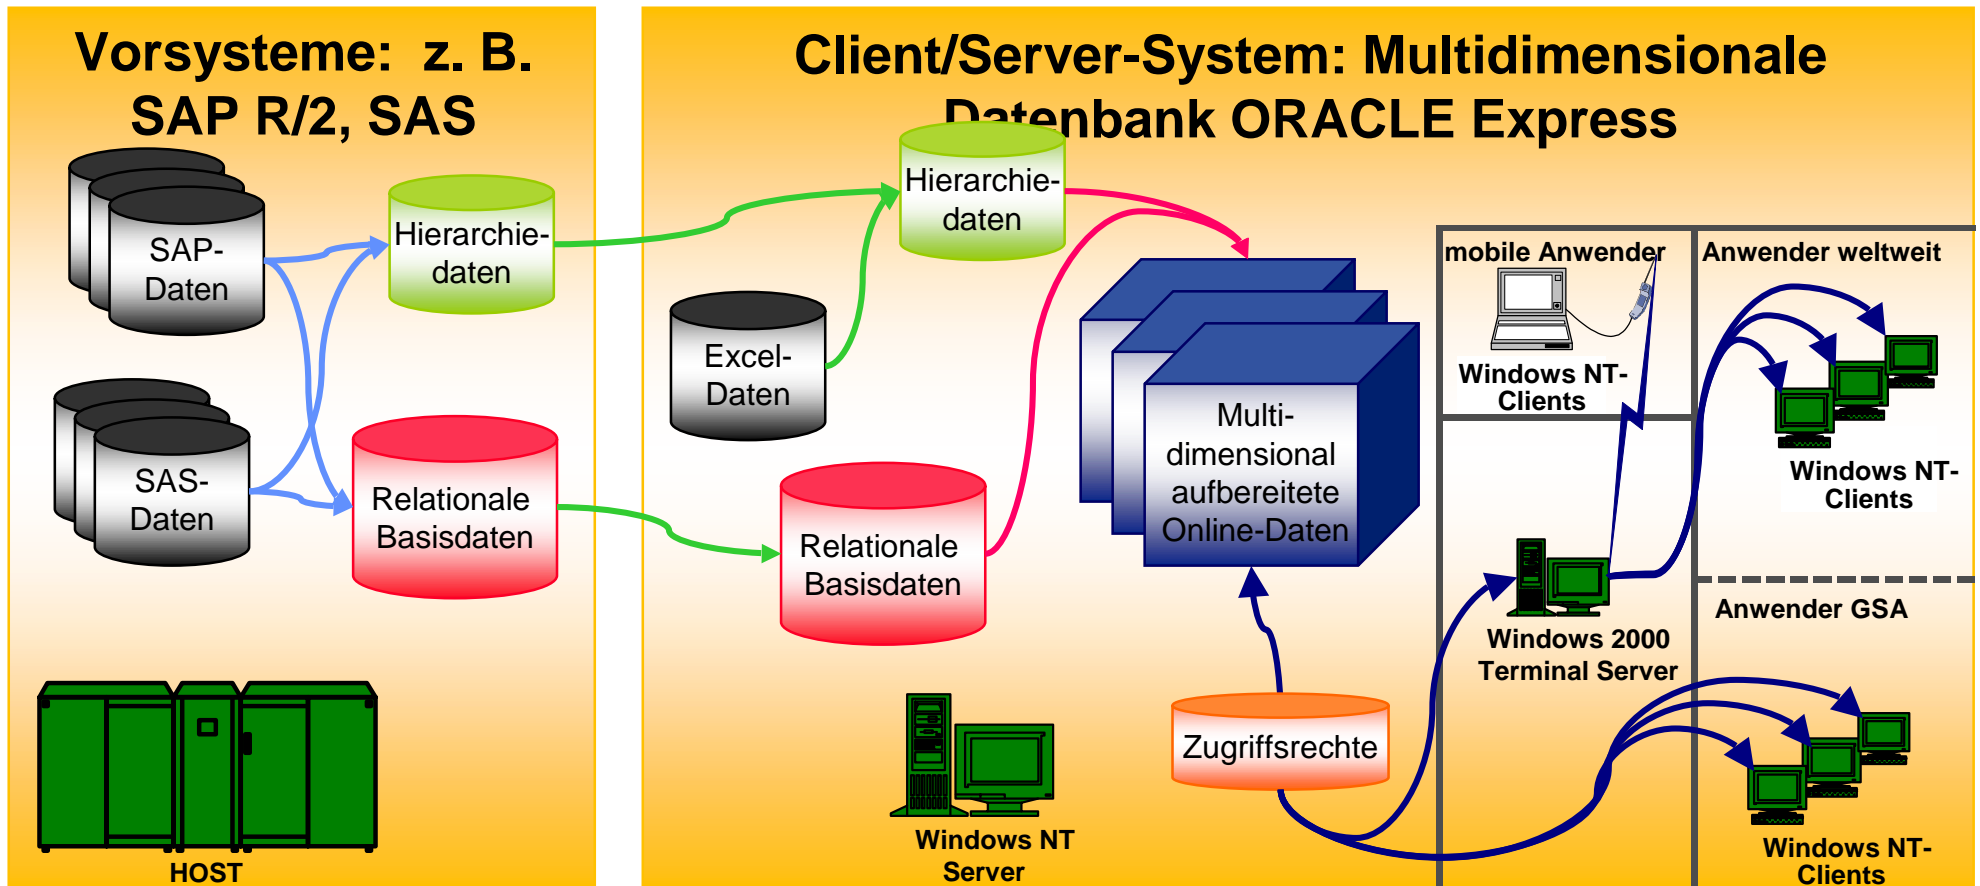 Vorsysteme: z. B.
SAP R/2, SAS
SAP-
Daten
Hierarchie-
daten
SAS-
Daten
Relationale
Basisdaten
HOST
Client/Server-System: Multidimensionale
Datenbank ORACLE Express
Hierarchie-
daten
Excel-
Daten
Relationale
Basisdaten
Multi-
dimensional
aufbereitete
Online-Daten
Zugriffsrechte
Windows NT
Server
mobile Anwender
Windows NT-
Clients
Windows 2000
Terminal Server
Anwender weltweit
Windows NT-
Clients
Anwender GSA
Windows NT-
Clients